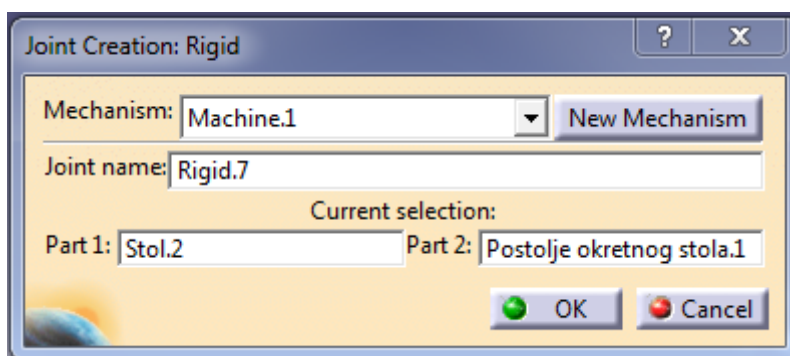 Joint Creation: Rigid
? X
Mechanism: Machine.1 New Mechanism
Joint name: Rigid.7
Current selection:
Part 1: Stol.2 Part 2: Postolje okretnog stola.1
OK Cancel